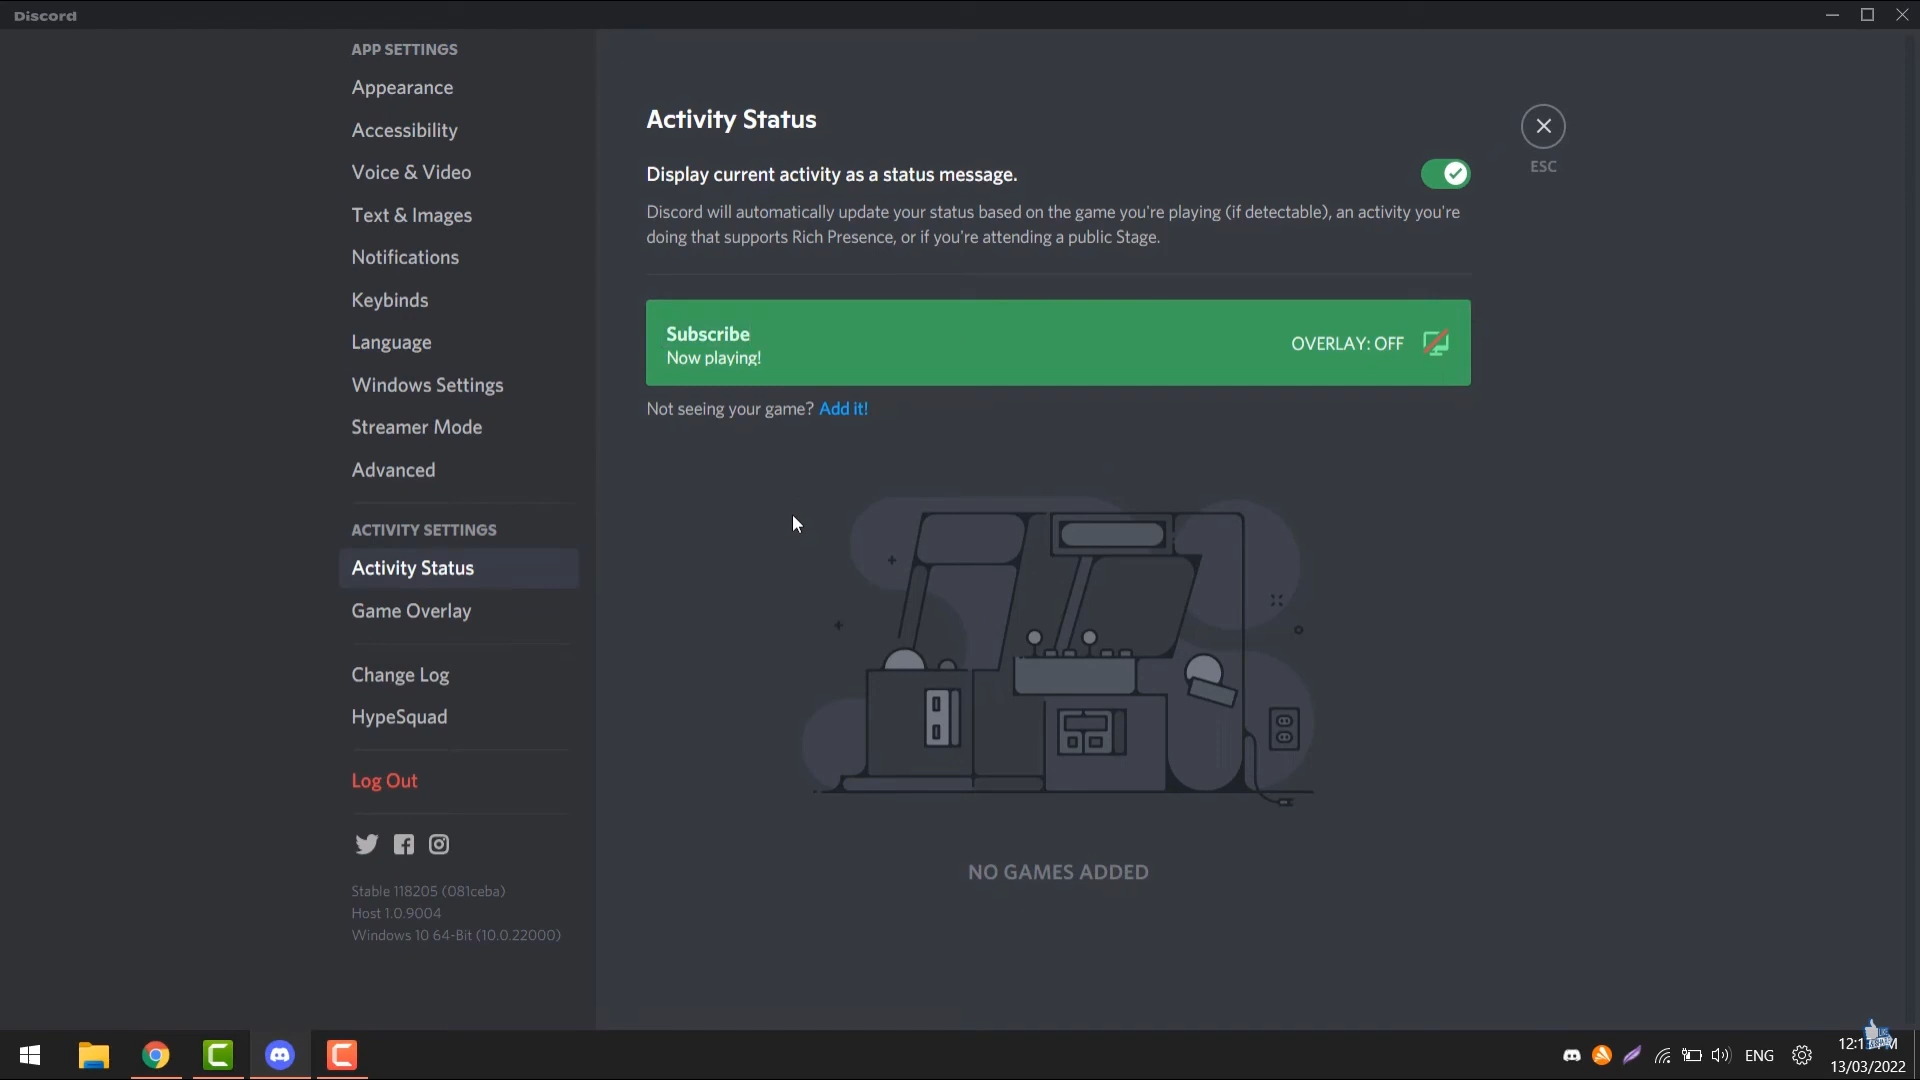 Discord
APP SETTINGS
Appearance
Accessibility
Voice & Video
Text & Images
Notifications
Keybinds
Language
Windows Settings
Streamer Mode
Advanced
ACTIVITY SETTINGS
Activity Status
Game Overlay
Change Log
HypeSquad
Log Out
Stable 118205 (081ceba)
Host 1.0.9004
Windows 10 64-Bit (10.0.22000)
Activity Status
Display current activity as a status message.
ESC
Discord will automatically update your status based on the game you're playing (if detectable), an activity you're
doing that supports Rich Presence, or if you're attending a public Stage.
Subscribe
Now playing!
OVERLAY: OFF
Not seeing your game? Add it!
NO GAMES ADDED
ENG
13/03/2022